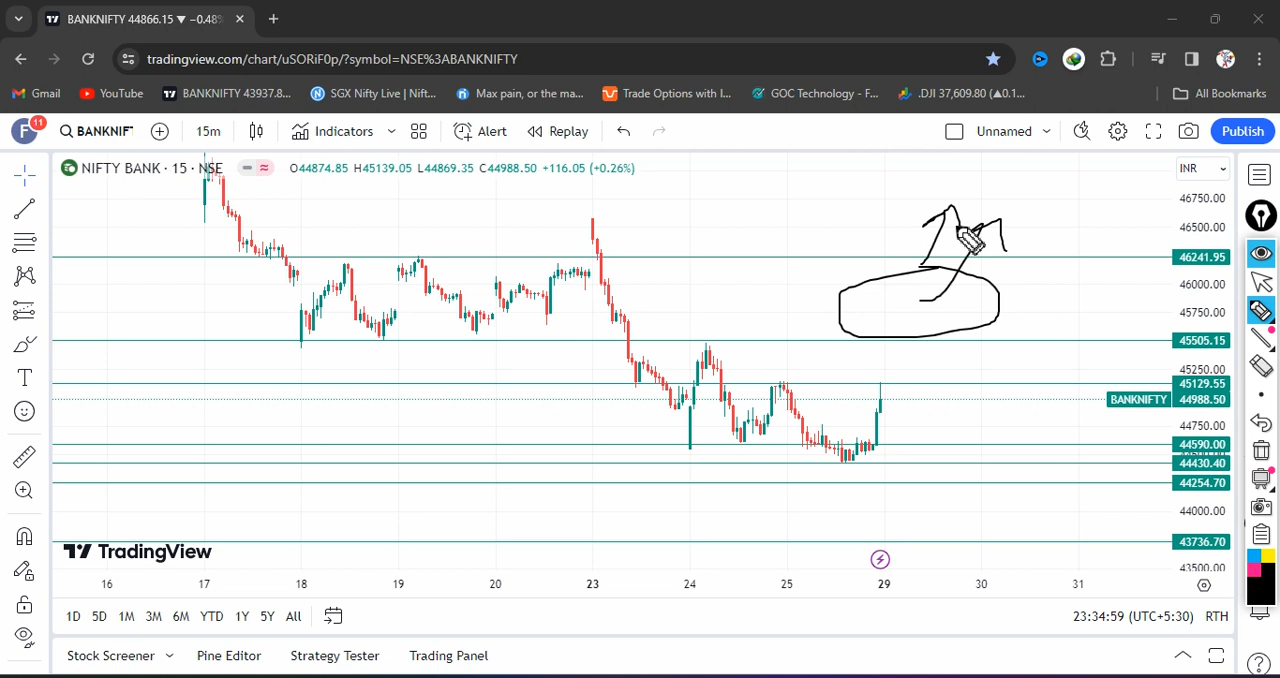 BANKNIFTY 44866.15 ▼ −0.48%
tradingview.com/chart/uSORiF0p/?symbol=NSE%3ABANKNIFTY
Gmail YouTube BANKNIFTY 43937.8... SGX Nifty Live | Nift... Max pain, or the ma... Trade Options with I... GOC Technology - F... .DJI 37,609.80 (▲0.1... All Bookmarks
F 11 BANKNIFT 15m Indicators Alert Replay Unnamed Publish
NIFTY BANK · 15 · NSE O44874.85 H45139.05 L44869.35 C44988.50 +116.05 (+0.26%) INR
46750.00
46500.00
46241.95
46000.00
45750.00
45505.15
45250.00
45129.55
BANKNIFTY 44988.50
44750.00
44590.00
44430.40
44254.70
44000.00
43736.70
TradingView
43500.00
16 17 18 19 20 23 24 25 29 30 31
1D 5D 1M 3M 6M YTD 1Y 5Y All 23:34:59 (UTC+5:30) RTH
Stock Screener Pine Editor Strategy Tester Trading Panel